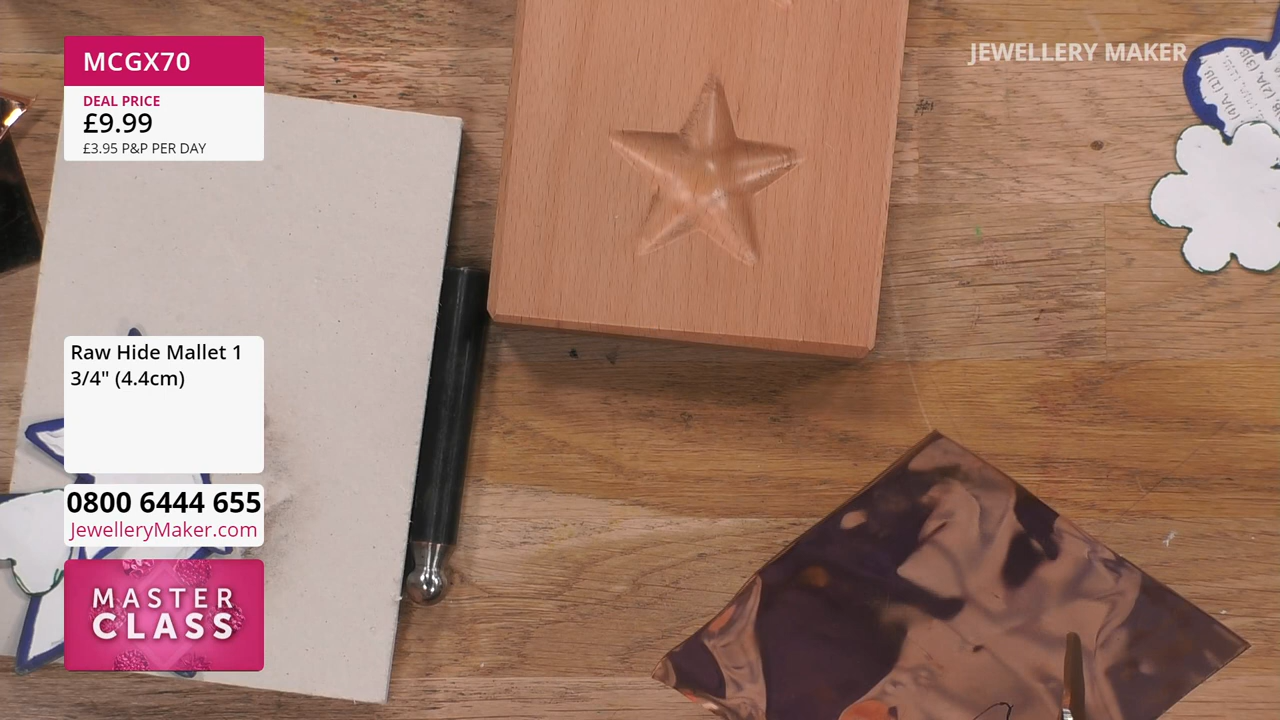 MCGX70
DEAL PRICE
£9.99
£3.95 P&P PER DAY
Raw Hide Mallet 1
3/4" (4.4cm)
0800 6444 655
JewelleryMaker.com
MASTER
CLASS
JEWELLERY MAKER